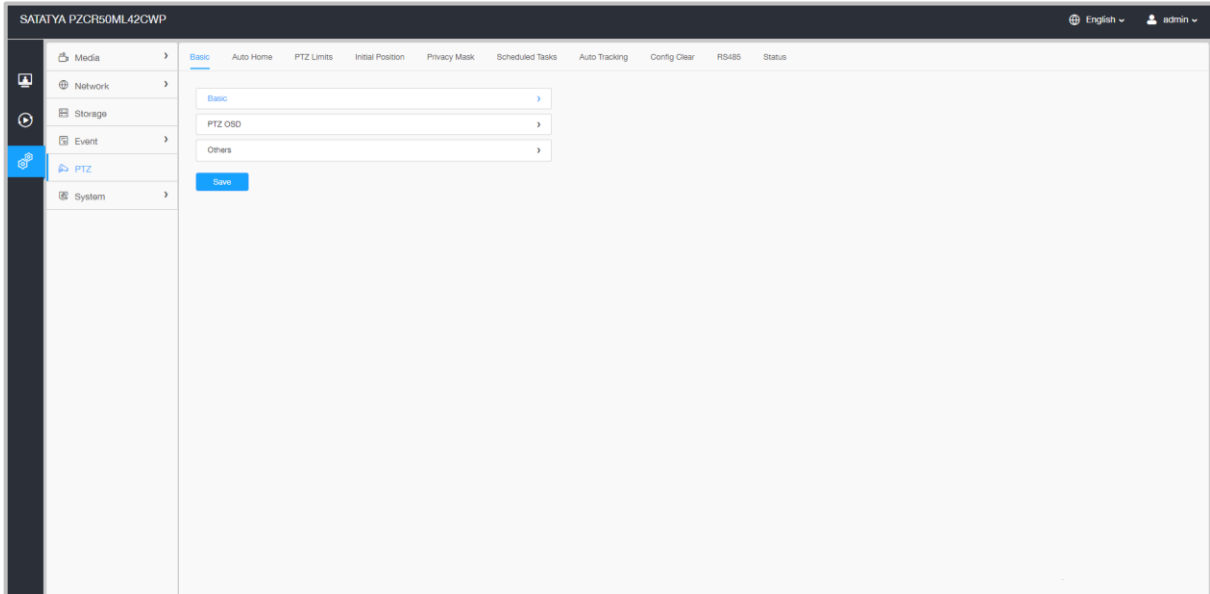 SATATYA PZCR50ML42CWP
English
admin
Media
Network
Storage
Event
PTZ
System
Basic Auto Home PTZ Limits Initial Position Privacy Mask Scheduled Tasks Auto Tracking Config Clear RS485 Status
Basic
PTZ OSD
Others
Save